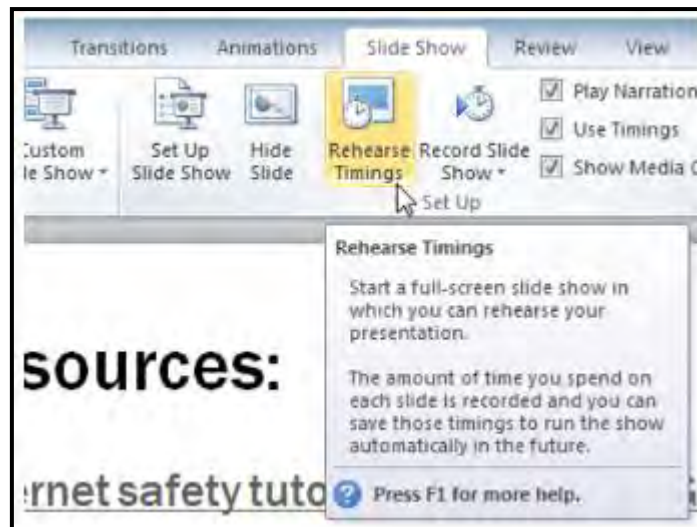 Transitions Animations Slide Show Review View
Custom Set Up Hide Rehearse Record Slide
Show Slide Show Slide Timings Show
Play Narration
Use Timings
Show Media
Set Up
Rehearse Timings
Start a full-screen slide show in
which you can rehearse your
presentation.
The amount of time you spend on
each slide is recorded and you can
save those timings to run the show
automatically in the future.
Press F1 for more help.
sources:
rnet safety tuto